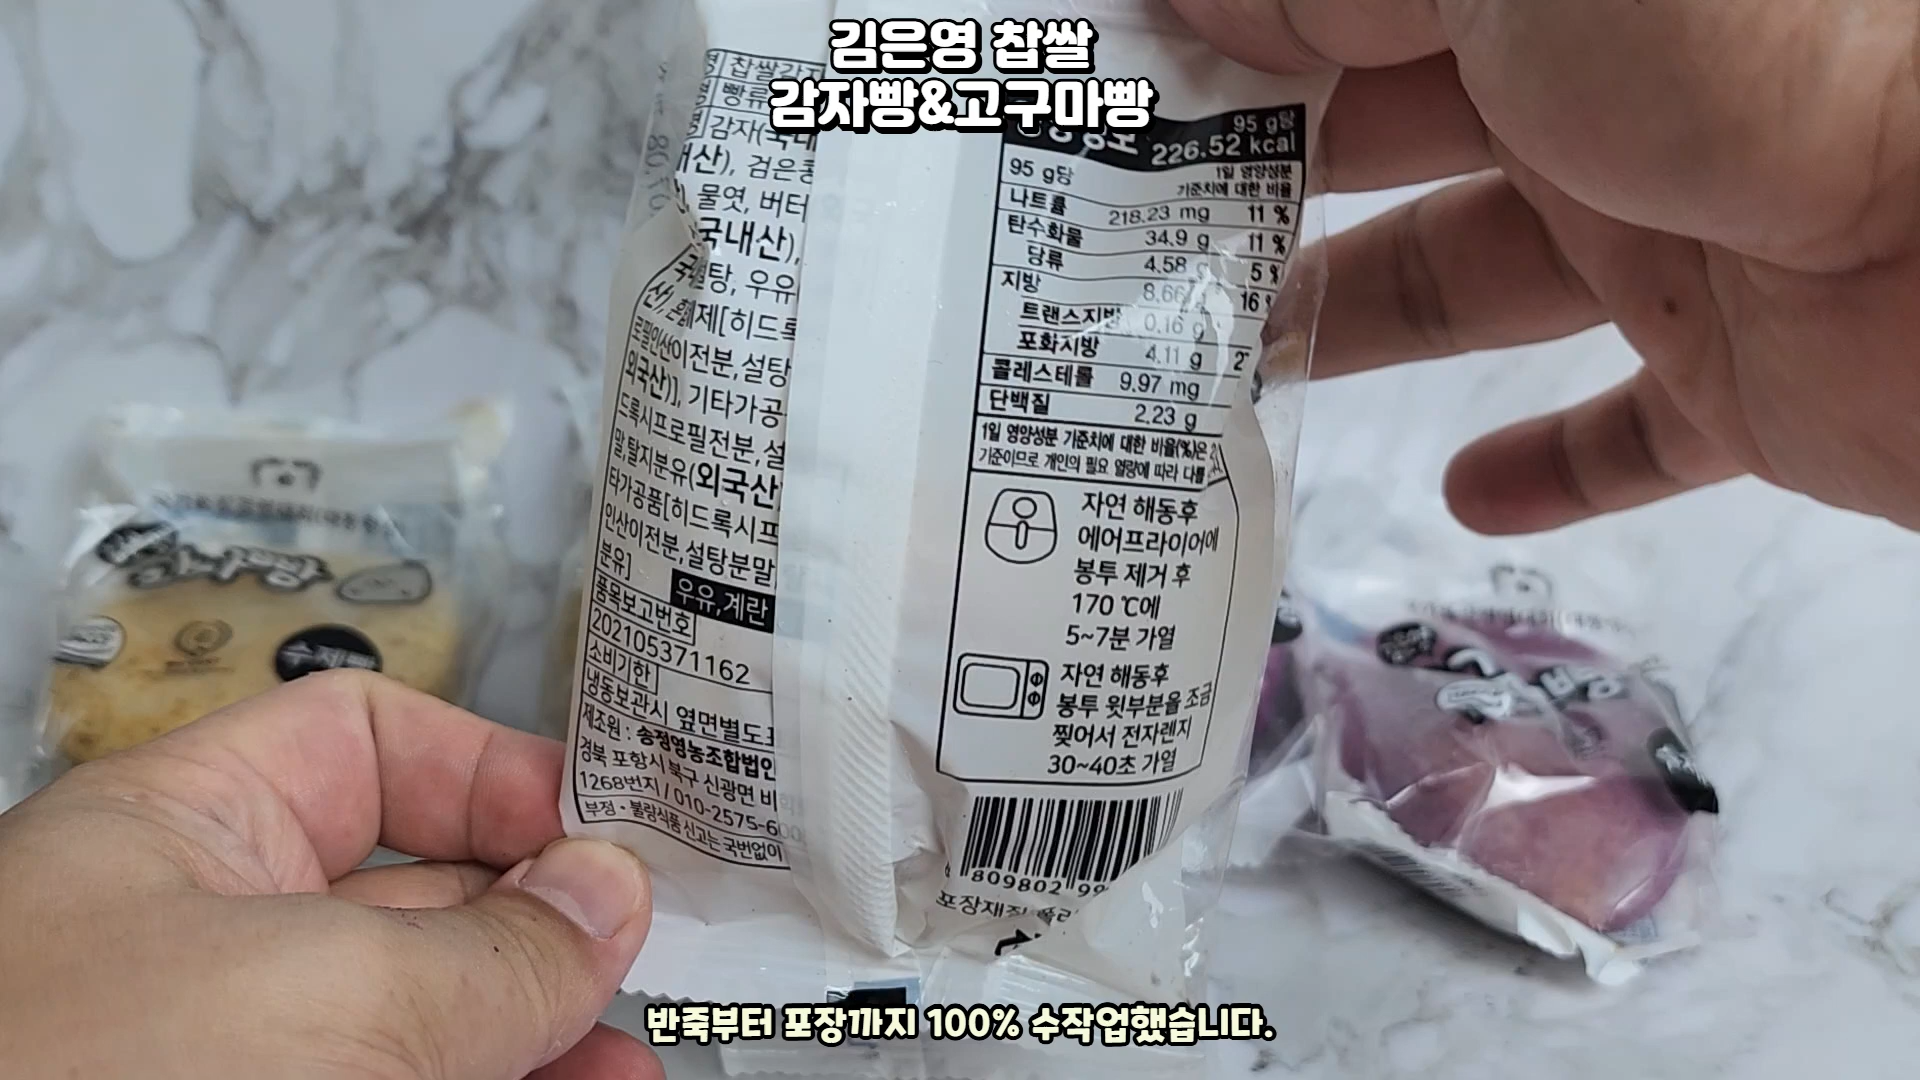 김은영 찹쌀
감자빵&고구마빵
찹쌀감자
빵류
감자(국내
산), 검은콩
물엿, 버터
국내산),
설탕, 우유
제[히드록
로필인산이전분,설탕
외국산)], 기타가공
드록시프로필전분,설
말,탈지분유(외국산
타가공품[히드록시프
인산이전분,설탕분말
분유]
우유,계란
품목보고번호
202105371162
소비기한
냉동보관시 옆면별도표
제조원 : 송정영농조합법인
경북 포항시 북구 신광면 비학
1268번지 / 010-2575-600
부정·불량식품 신고는 국번없이
95 g당
226.52 kcal
95 g당
1일 영양성분
기준치에 대한 비율
나트륨 218.23 mg 11 %
탄수화물 34.9 g 11 %
당류 4.58 g 5 %
지방 8.66 16
트랜스지방 0.16 g
포화지방 4.11 g
콜레스테롤 9.97 mg
단백질 2.23 g
1일 영양성분 기준치에 대한 비율(%)은
기준이므로 개인의 필요 열량에 따라 다를
자연 해동후
에어프라이어에
봉투 제거 후
170 ℃에
5~7분 가열
자연 해동후
봉투 윗부분을 조금
찢어서 전자렌지
30~40초 가열
809802 99
포장재질
반죽부터 포장까지 100% 수작업했습니다.